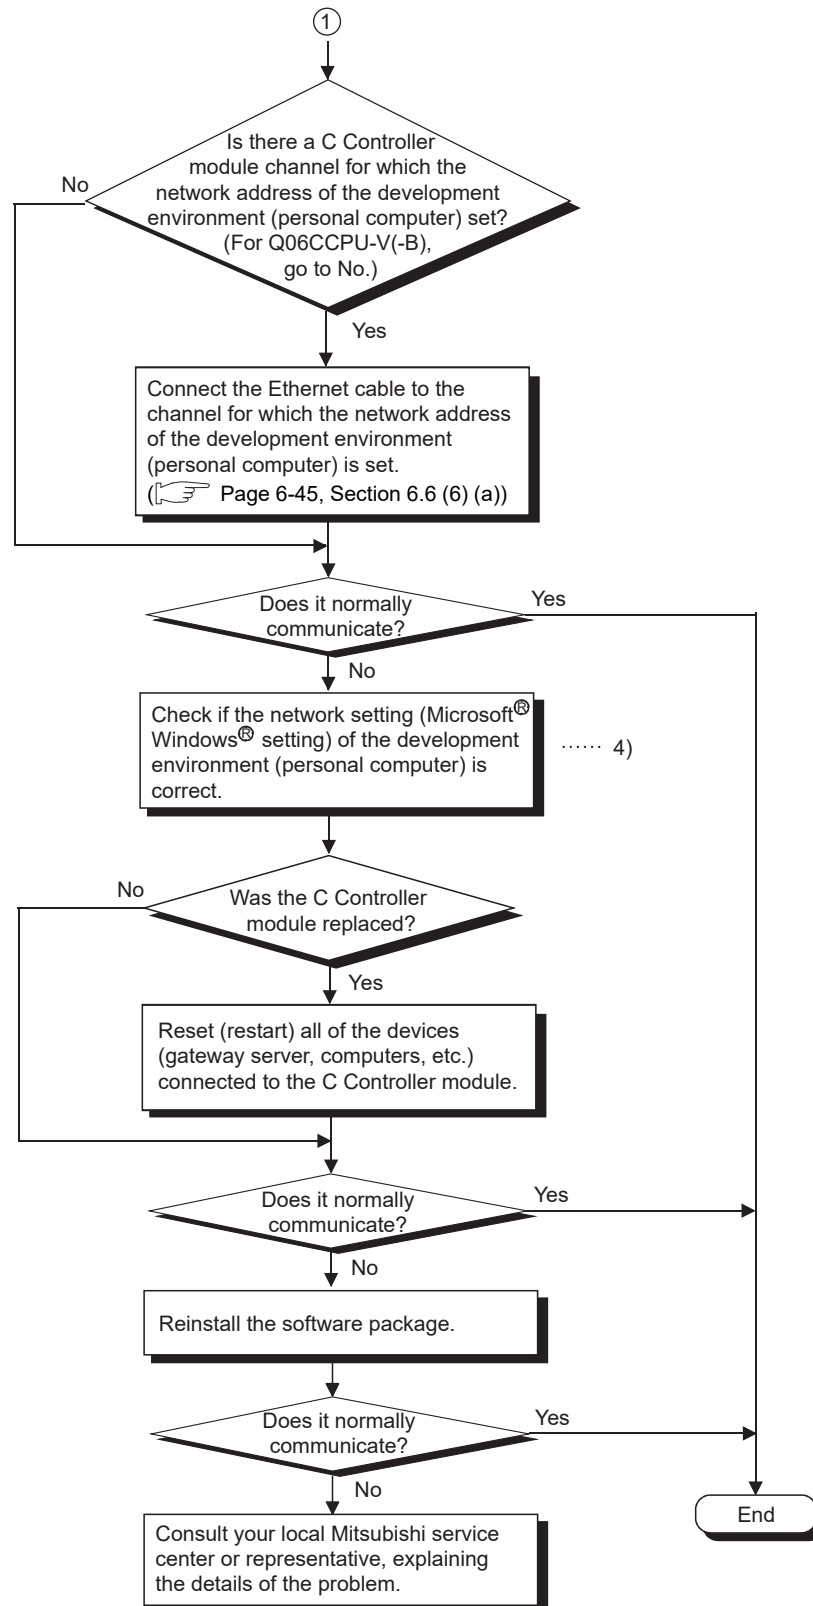 1
Is there a C Controller
module channel for which the
network address of the development
environment (personal computer) set?
(For Q06CCPU-V(-B),
go to No.)
No
Yes
Connect the Ethernet cable to the
channel for which the network address
of the development environment
(personal computer) is set.
( Page 6-45, Section 6.6 (6) (a))
Does it normally
communicate?
Yes
No
Check if the network setting (Microsoft®
Windows® setting) of the development
environment (personal computer) is
correct.
...... 4)
Was the C Controller
module replaced?
No
Yes
Reset (restart) all of the devices
(gateway server, computers, etc.)
connected to the C Controller module.
Does it normally
communicate?
Yes
No
Reinstall the software package.
Does it normally
communicate?
Yes
No
Consult your local Mitsubishi service
center or representative, explaining
the details of the problem.
End